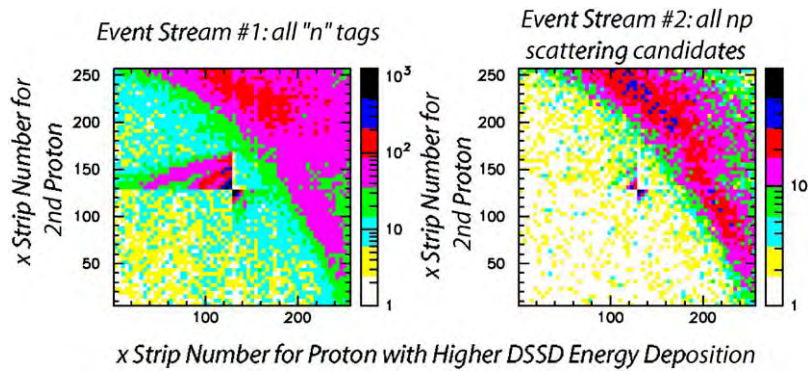 Event Stream #1: all "n" tags
Event Stream #2: all np
scattering candidates
x Strip Number for
2nd Proton
250
200
150
100
50
100
200
10³
10²
10
1
x Strip Number for
2nd Proton
250
200
150
100
50
100
200
10
1
x Strip Number for Proton with Higher DSSD Energy Deposition